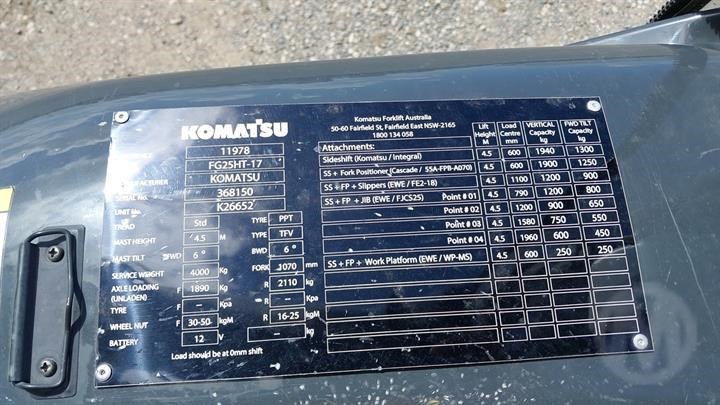 KOMATSU
11978
FG25HT-17
KOMATSU
SERIAL NO. 368150
UNIT No. K26652
TREAD Std TYRE PPT
4.5 M TYPE TFV
MAST HEIGHT
MAST TILT FWD 6° BWD 6°
SERVICE WEIGHT 4000 Kg FORK 1070 mm
AXLE LOADING F 1890 Kg R 2110 kg
(UNLADEN)
TYRE F – Kpa R – Kpa
WHEEL NUT F 30-50 kgM R 16-25 kgM
BATTERY 12 V
Load should be at 0mm shift
Komatsu Forklift Australia
50-60 Fairfield St, Fairfield East NSW-2165
1800 134 058
Attachments: Lift Height M Load Centre mm VERTICAL Capacity kg FWD TILT Capacity kg
Sideshift (Komatsu / Integral) 4.5 600 1940 1300
SS + Fork Positioner (Cascade / 55A-FPB-A070) 4.5 600 1900 1250
SS + FP + Slippers (EWE / FE2-18) 4.5 1100 1200 900
SS + FP + JIB (EWE / FJCS25) Point # 01 4.5 790 1200 800
Point # 02 4.5 1200 900 650
Point # 03 4.5 1580 750 550
Point # 04 4.5 1960 600 450
SS + FP + Work Platform (EWE / WP-MS) 4.5 600 250 250